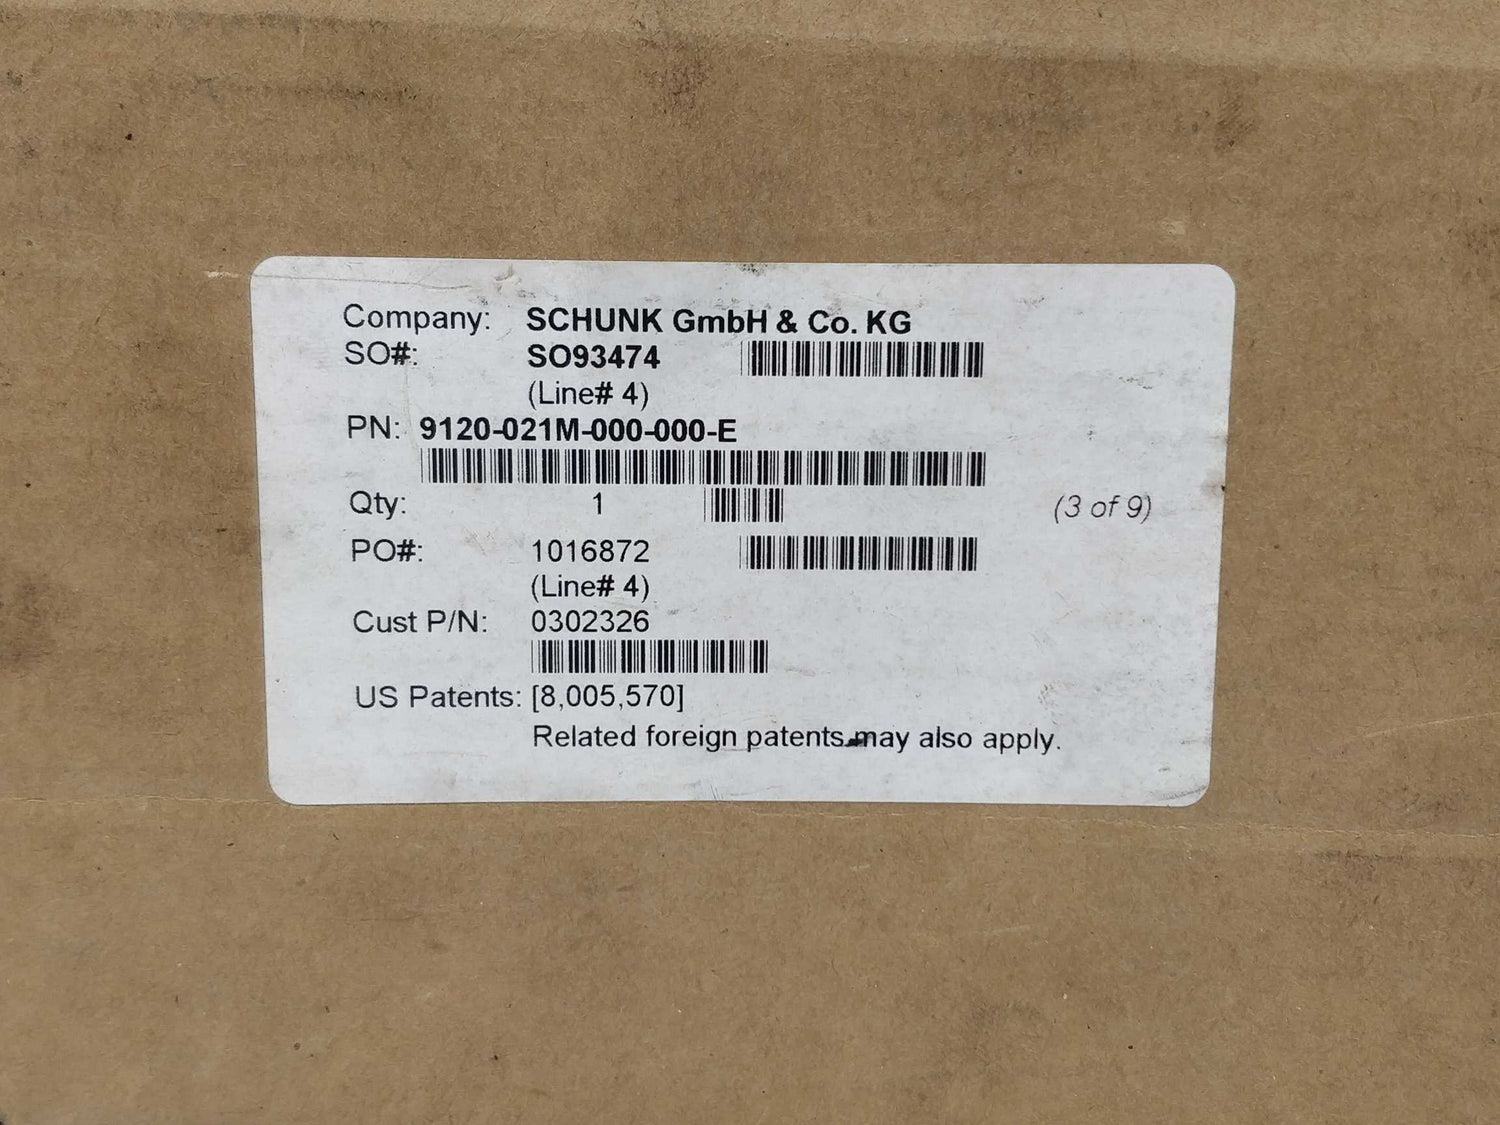 Company: SCHUNK GmbH & Co. KG
SO#: SO93474
(Line# 4)
PN: 9120-021M-000-000-E
Qty: 1 (3 of 9)
PO#: 1016872
(Line# 4)
Cust P/N: 0302326
US Patents: [8,005,570]
Related foreign patents may also apply.